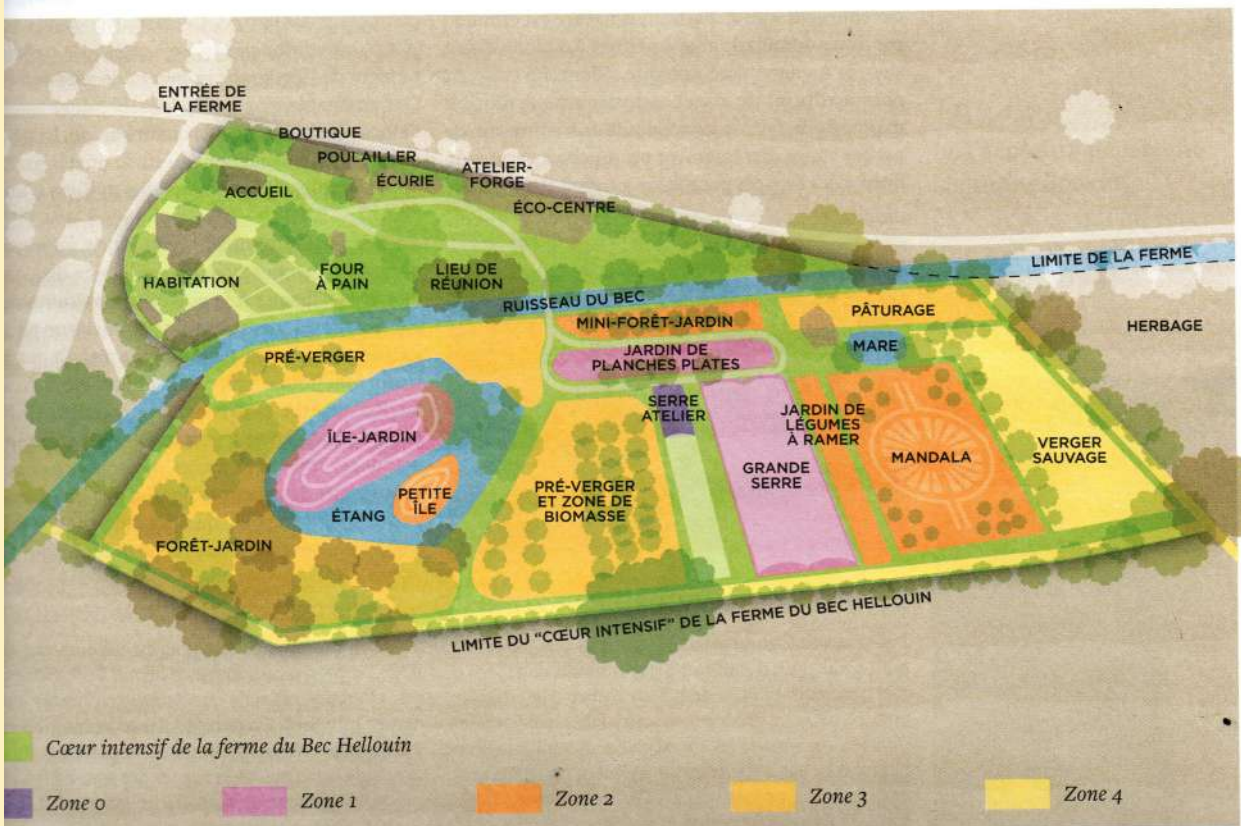 ENTRÉE DE
LA FERME
BOUTIQUE
POULAILLER
ATELIER-
FORGE
ÉCURIE
ACCUEIL
ÉCO-CENTRE
HABITATION
FOUR
À PAIN
LIEU DE
RÉUNION
LIMITE DE LA FERME
RUISSEAU DU BEC
PÂTURAGE
HERBAGE
MINI-FORÊT-JARDIN
MARE
PRÉ-VERGER
JARDIN DE
PLANCHES PLATES
SERRE
ATELIER
JARDIN DE
LÉGUMES
À RAMER
ÎLE-JARDIN
VERGER
SAUVAGE
MANDALA
GRANDE
SERRE
PETITE
ÎLE
PRÉ-VERGER
ET ZONE DE
BIOMASSE
ÉTANG
FORÊT-JARDIN
LIMITE DU "CŒUR INTENSIF" DE LA FERME DU BEC HELLOUIN
Cœur intensif de la ferme du Bec Hellouin
Zone 0
Zone 1
Zone 2
Zone 3
Zone 4